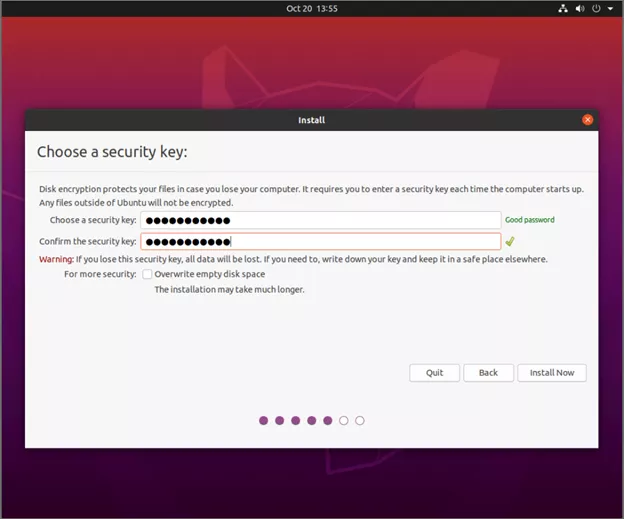 Oct 20 13:55
Install
Choose a security key:
Disk encryption protects your files in case you lose your computer. It requires you to enter a security key each time the computer starts up.
Any files outside of Ubuntu will not be encrypted.
Choose a security key: ●●●●●●●●●●● Good password
Confirm the security key: ●●●●●●●●●●●
Warning: If you lose this security key, all data will be lost. If you need to, write down your key and keep it in a safe place elsewhere.
For more security: Overwrite empty disk space
The installation may take much longer.
Quit Back Install Now